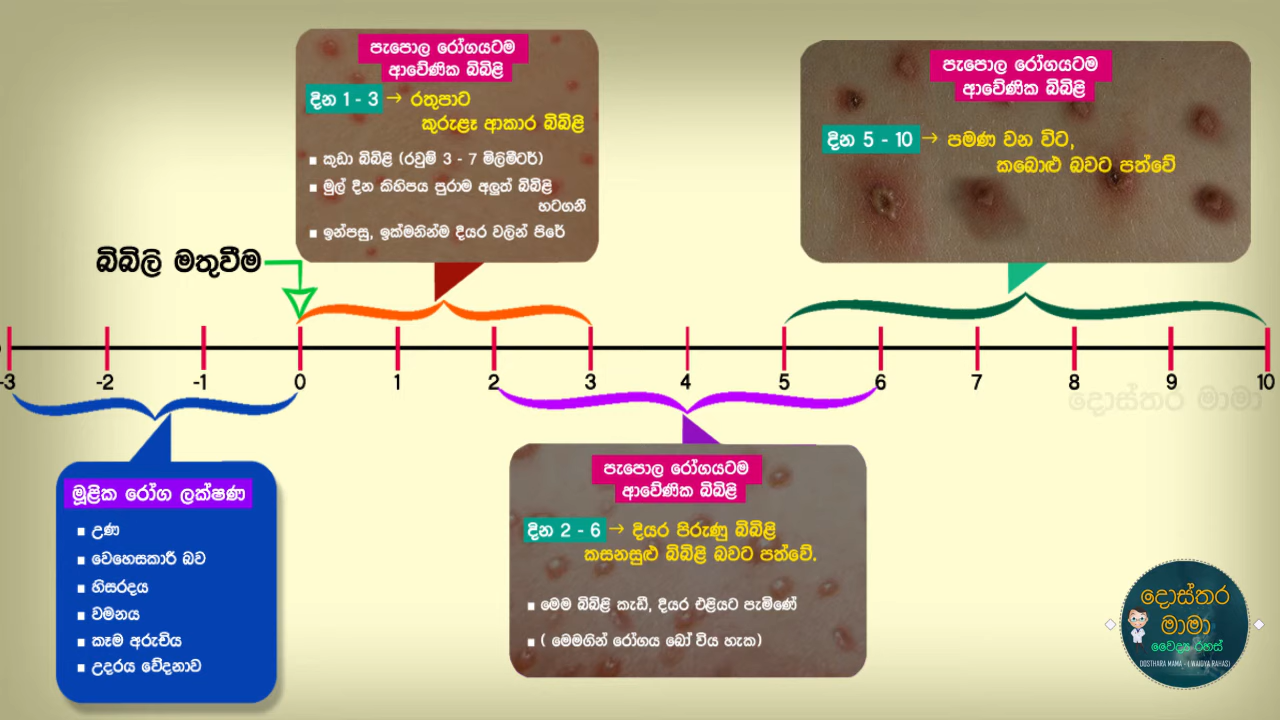 පැපොල රෝගයටම
ආවේණික බිබිළි
දින 1 - 3 → රතුපාට
කුරුළෑ ආකාර බිබිළි
▪ කුඩා බිබිළි (රවුම් 3 - 7 මිලිමීටර්)
▪ මුල් දින කිහිපය පුරාම අලුත් බිබිළි
හටගනී
▪ ඉන්පසු, ඉක්මනින්ම දියර වලින් පිරේ
පැපොල රෝගයටම
ආවේණික බිබිළි
දින 5 - 10 → පමණ වන විට,
කබොළු බවට පත්වේ
බිබිලි මතුවීම
-3 -2 -1 0 1 2 3 4 5 6 7 8 9 10
දොස්තර මාමා
මූළික රෝග ලක්ෂණ
▪ උණ
▪ වෙහෙසකාරී බව
▪ හිසරදය
▪ වමනය
▪ කෑම අරුචිය
▪ උදරය වේදනාව
පැපොල රෝගයටම
ආවේණික බිබිළි
දින 2 - 6 → දියර පිරුණු බිබිළි
කසනසුළු බිබිළි බවට පත්වේ.
▪ මෙම බිබිළි කැඩී, දියර එළියට පැමිණේ
▪ ( මෙමගින් රෝගය බෝ විය හැක)
දොස්තර
මාමා
වෛද්‍ය රහස්
DOSTHARA MAMA - ( WAIDYA RAHAS)